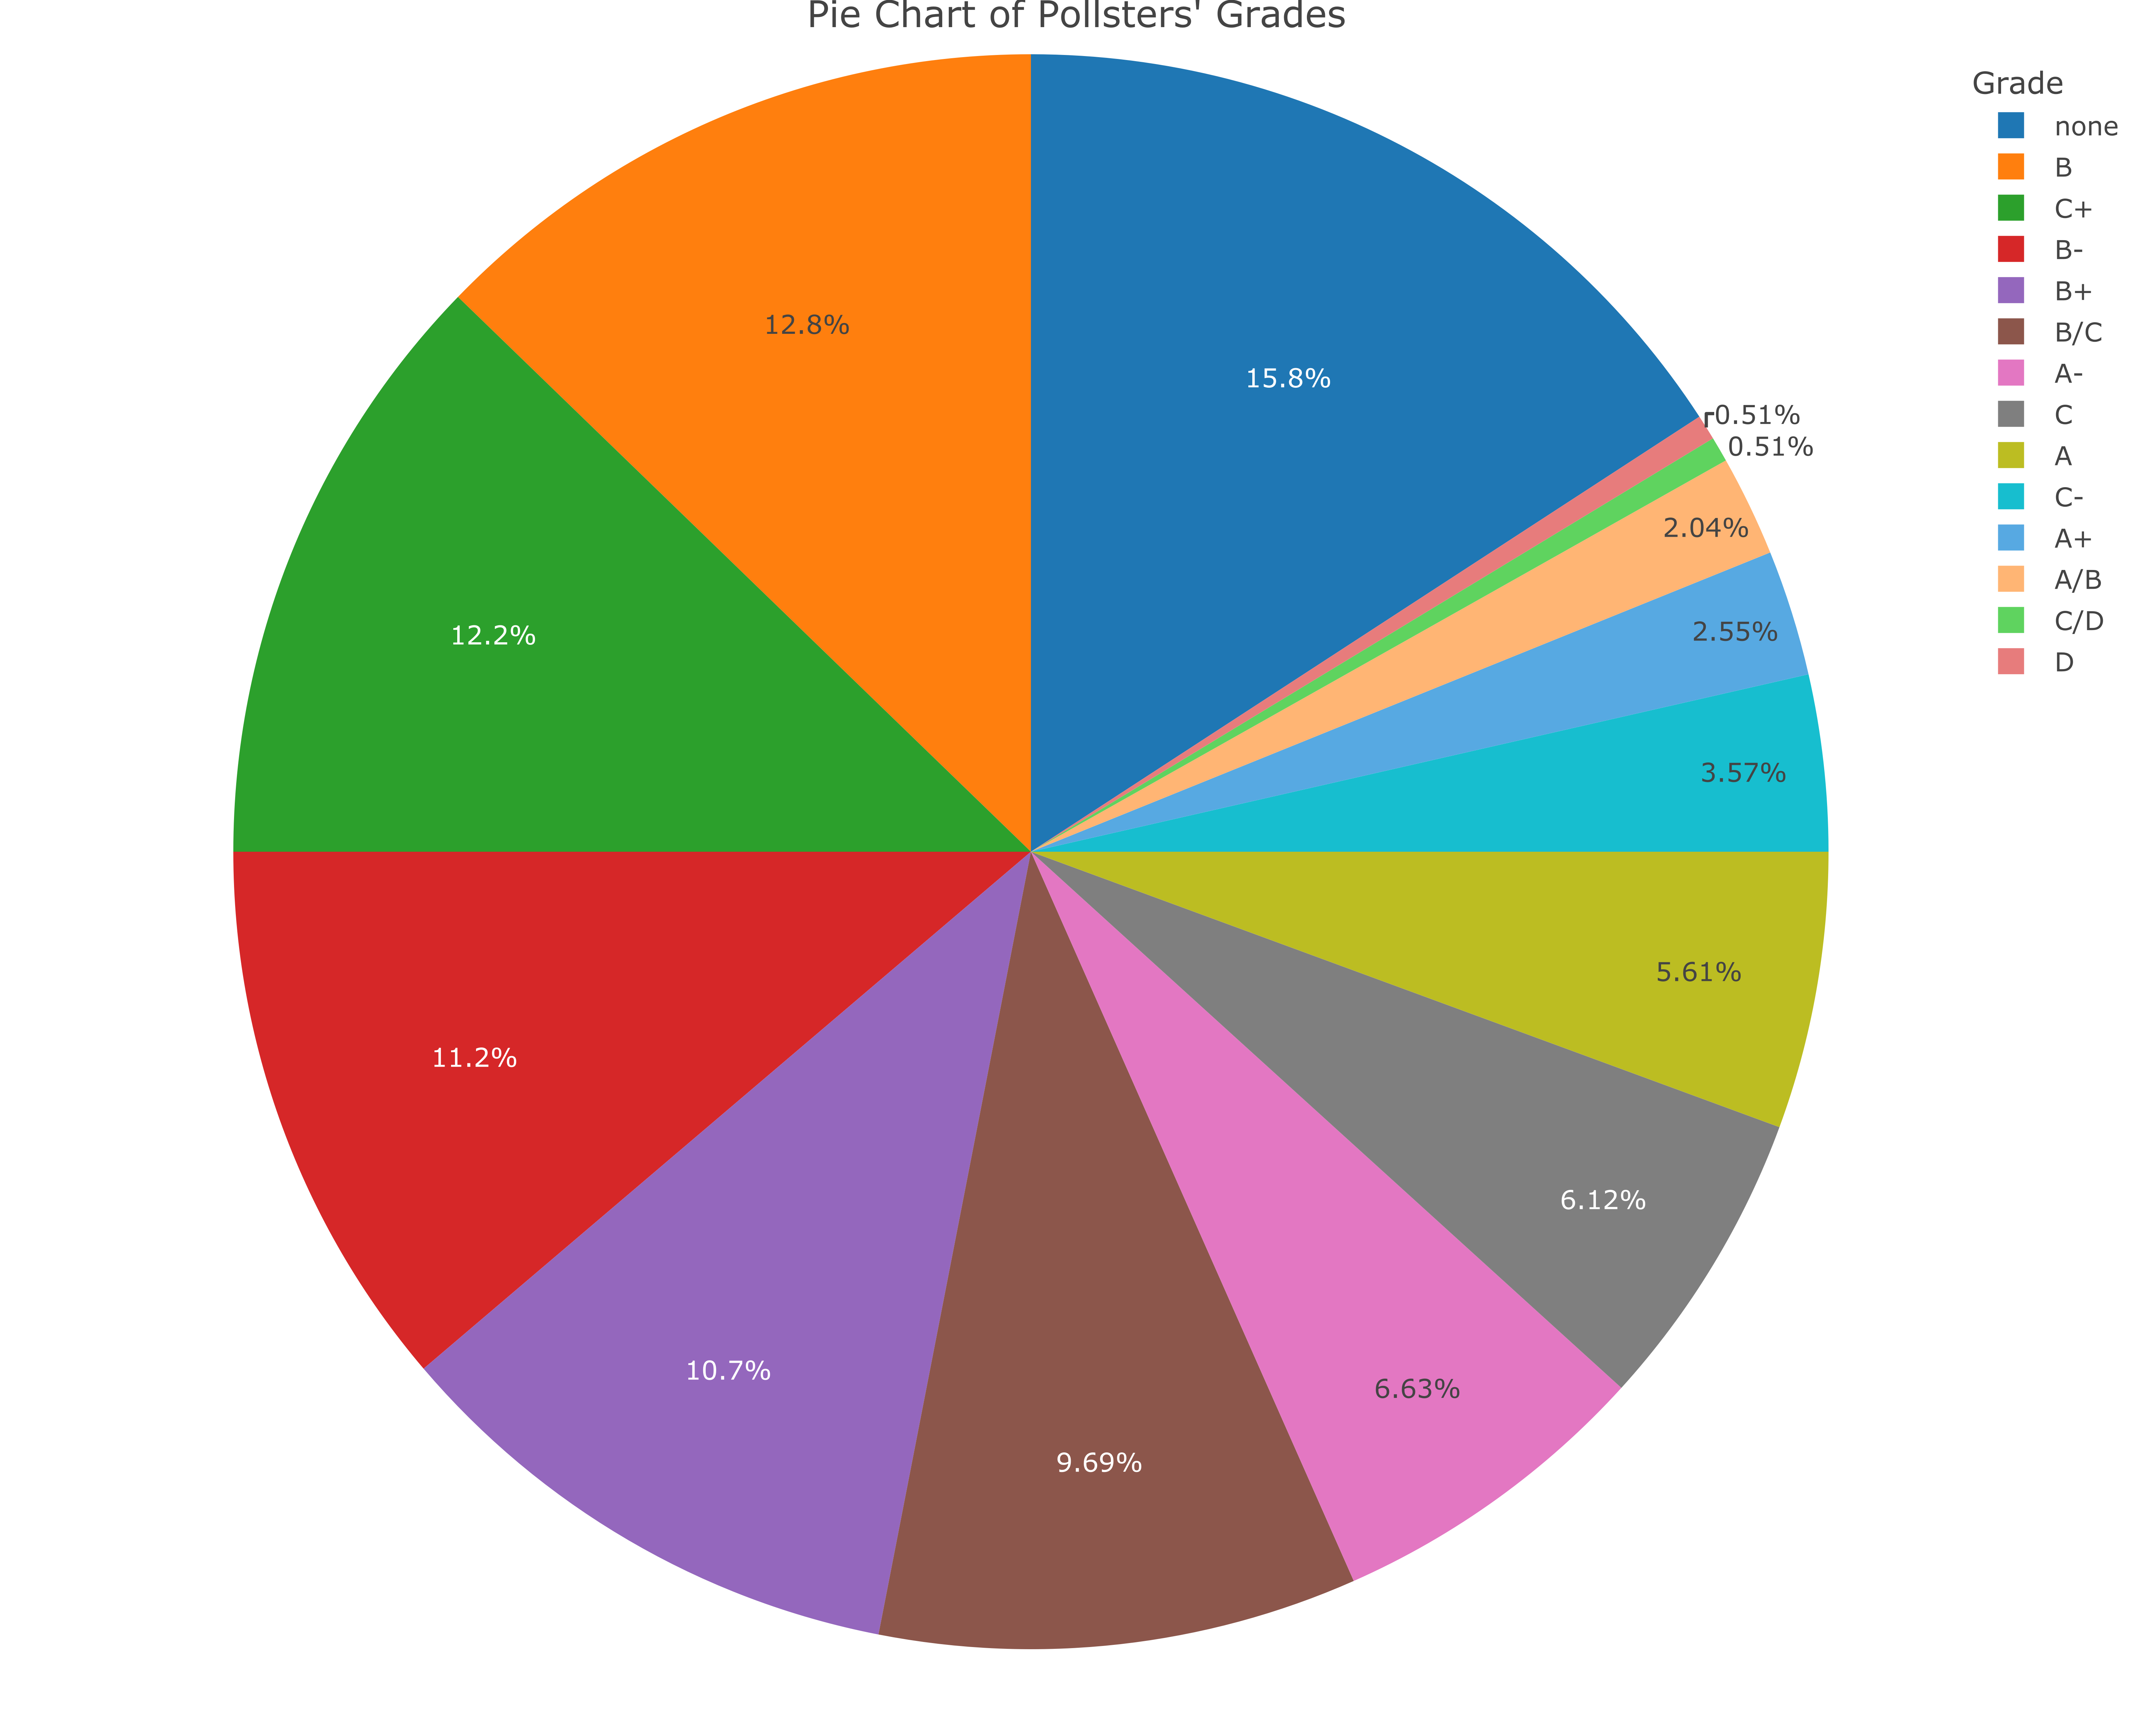 Pie Chart of Pollsters' Grades
Grade
none
B
C+
B-
B+
B/C
A-
C
A
C-
A+
A/B
C/D
D
15.8%
12.8%
12.2%
11.2%
10.7%
9.69%
6.63%
6.12%
5.61%
3.57%
2.55%
2.04%
0.51%
0.51%